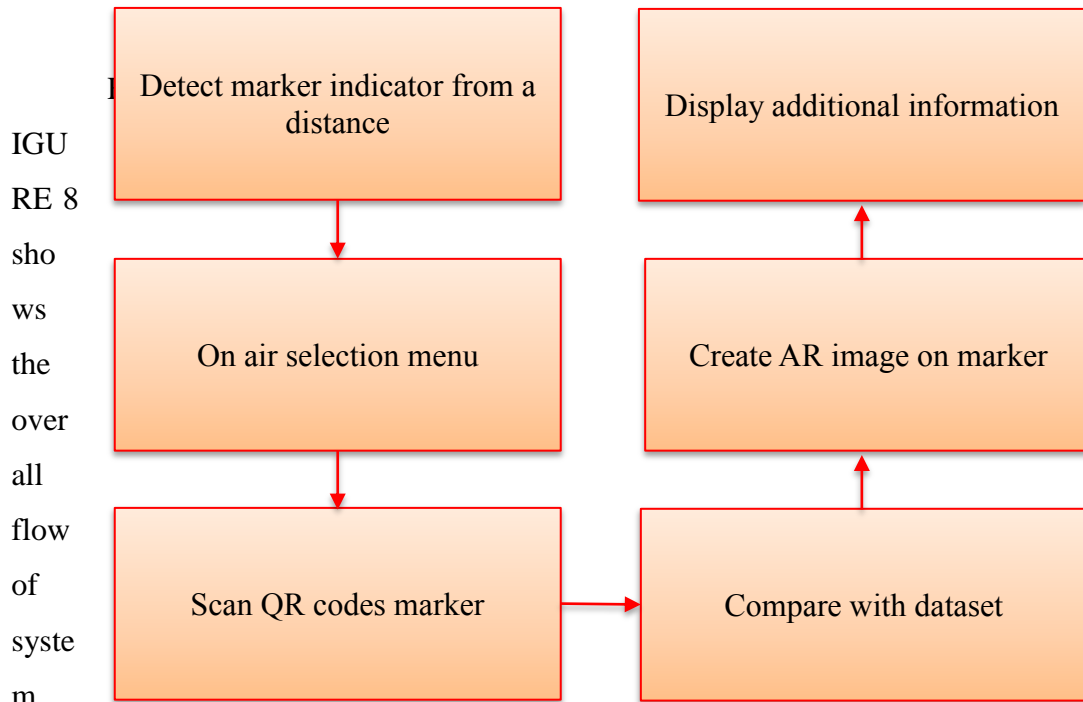 Detect marker indicator from a
distance
On air selection menu
Scan QR codes marker
Compare with dataset
Create AR image on marker
Display additional information
IGU
RE 8
sho
ws
the
over
all
flow
of
syste
m